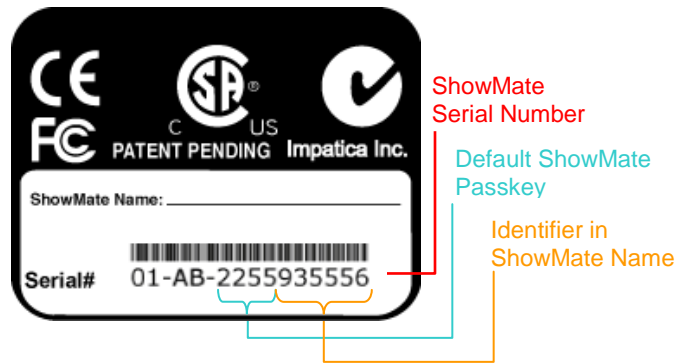 CE
FC
CSA®
C US
PATENT PENDING
Impatica Inc.
ShowMate Name:
Serial# 01-AB-2255935556
ShowMate
Serial Number
Default ShowMate
Passkey
Identifier in
ShowMate Name